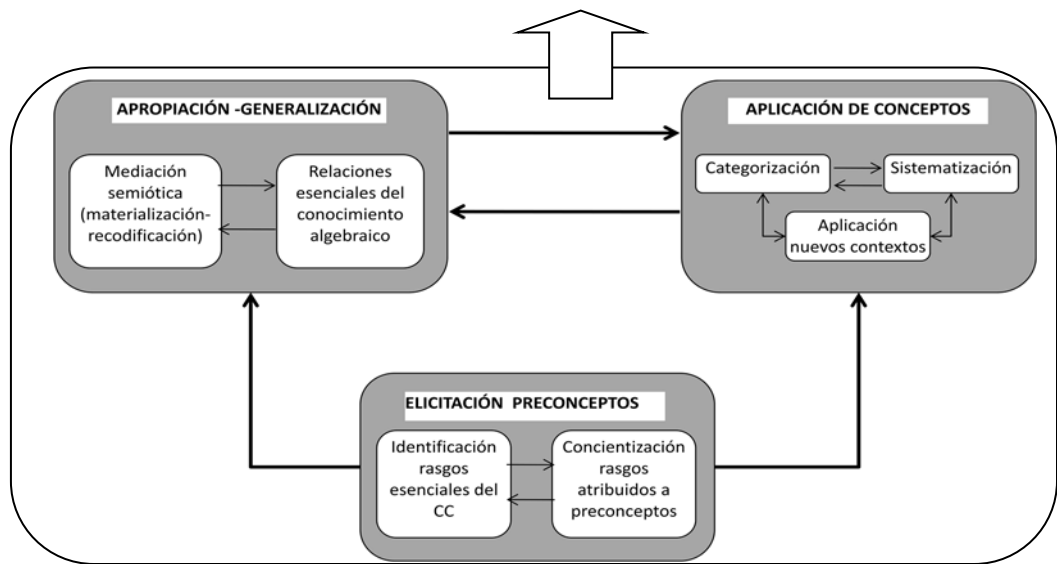 APROPIACIÓN -GENERALIZACIÓN
Mediación
semiótica
(materialización-
recodificación)
Relaciones
esenciales del
conocimiento
algebraico
APLICACIÓN DE CONCEPTOS
Categorización
Sistematización
Aplicación
nuevos contextos
ELICITACIÓN PRECONCEPTOS
Identificación
rasgos
esenciales del
CC
Concientización
rasgos
atribuidos a
preconceptos